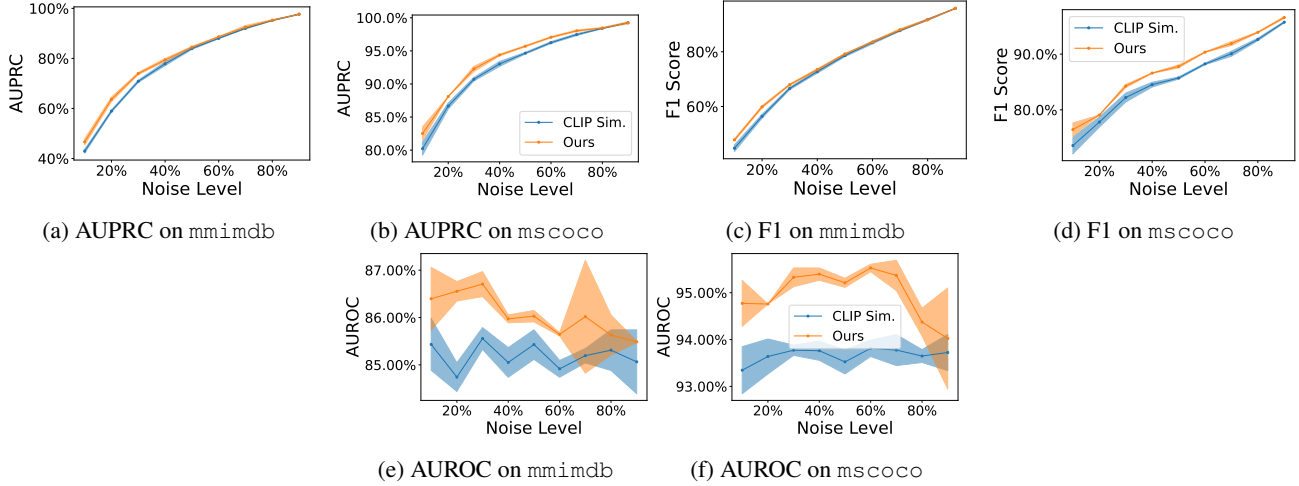 100%
80%
60%
40%
AUPRC
20% 40% 60% 80%
Noise Level
(a) AUPRC on mmimdb
100.0%
95.0%
90.0%
85.0%
80.0%
AUPRC
CLIP Sim.
Ours
20% 40% 60% 80%
Noise Level
(b) AUPRC on mscoco
80%
60%
F1 Score
20% 40% 60% 80%
Noise Level
(c) F1 on mmimdb
90.0%
80.0%
F1 Score
CLIP Sim.
Ours
20% 40% 60% 80%
Noise Level
(d) F1 on mscoco
87.00%
86.00%
85.00%
AUROC
20% 40% 60% 80%
Noise Level
(e) AUROC on mmimdb
95.00%
94.00%
93.00%
AUROC
CLIP Sim.
Ours
20% 40% 60% 80%
Noise Level
(f) AUROC on mscoco